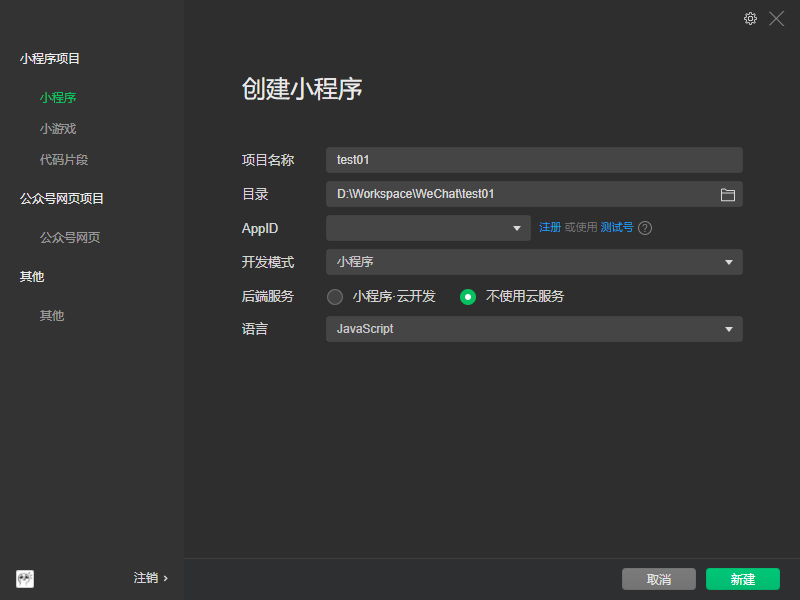 小程序项目
小程序
小游戏
代码片段
公众号网页项目
公众号网页
其他
其他
注销 ›
创建小程序
项目名称 test01
目录 D:\Workspace\WeChat\test01
AppID 注册 或使用 测试号 ?
开发模式 小程序
后端服务 小程序·云开发 不使用云服务
语言 JavaScript
取消 新建